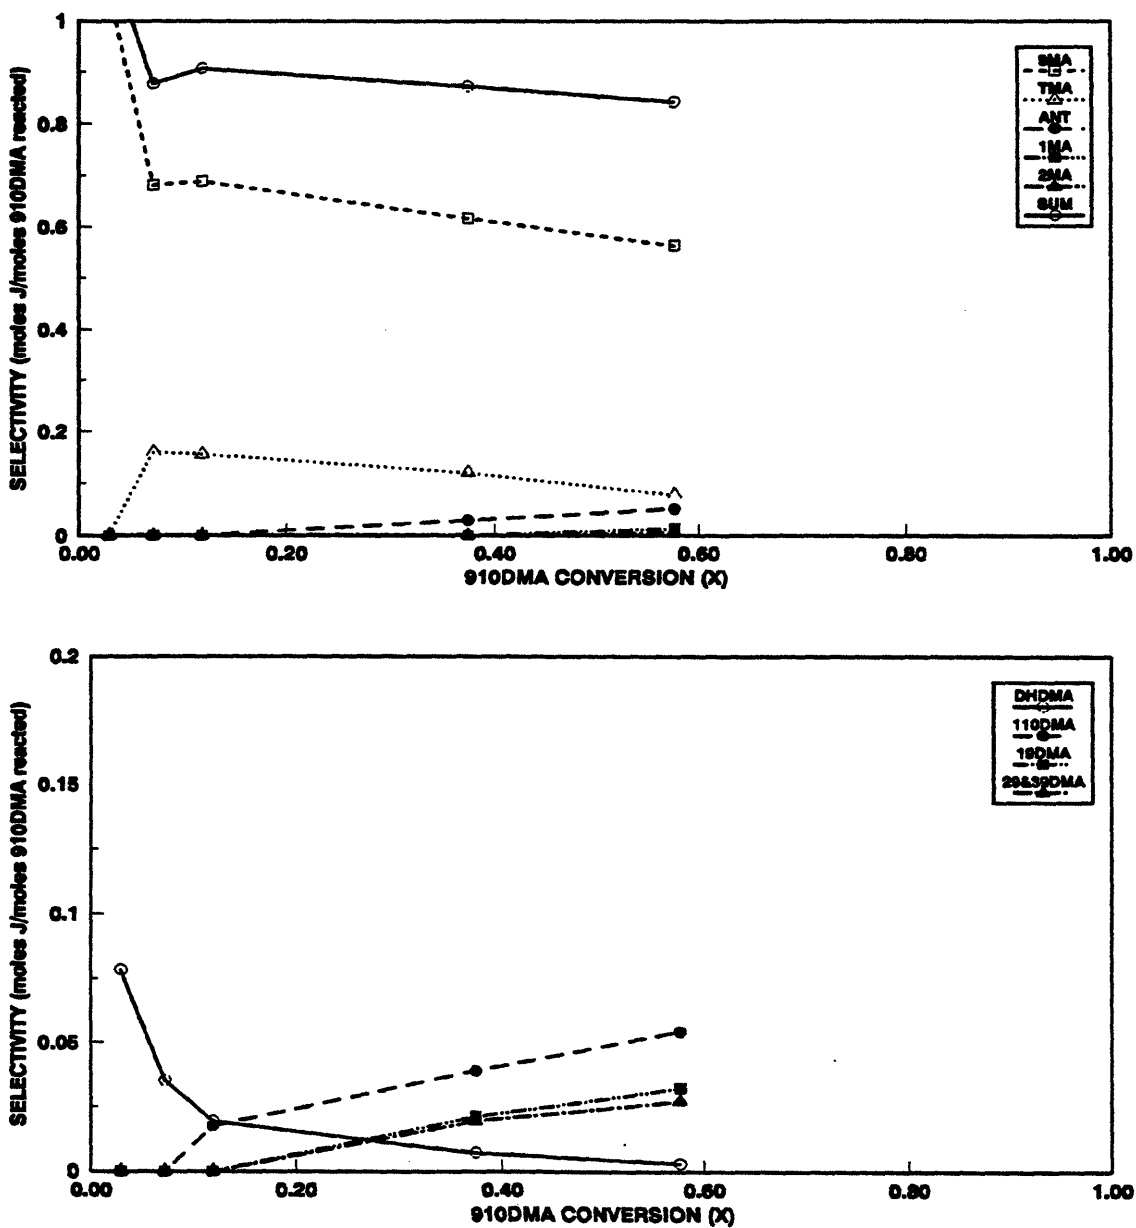 1
0.8
0.6
0.4
0.2
0
SELECTIVITY (moles J/moles 910DMA reacted)
9MA
TMA
ANT
1MA
2MA
SUM
0.00
0.20
0.40
0.60
0.80
1.00
910DMA CONVERSION (X)
0.2
0.15
0.1
0.05
0
SELECTIVITY (moles J/moles 910DMA reacted)
DHDMA
110DMA
19DMA
29&39DMA
0.00
0.20
0.40
0.60
0.80
1.00
910DMA CONVERSION (X)